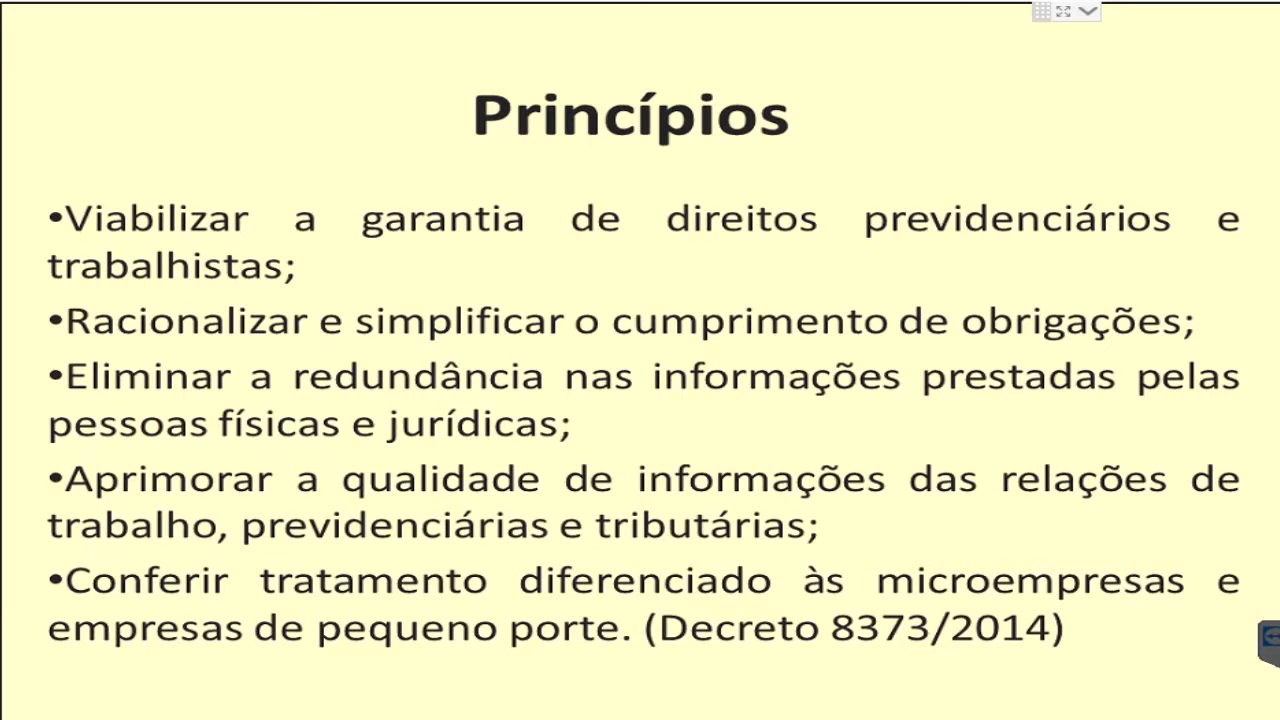 Princípios
•Viabilizar a garantia de direitos previdenciários e
trabalhistas;
•Racionalizar e simplificar o cumprimento de obrigações;
•Eliminar a redundância nas informações prestadas pelas
pessoas físicas e jurídicas;
•Aprimorar a qualidade de informações das relações de
trabalho, previdenciárias e tributárias;
•Conferir tratamento diferenciado às microempresas e
empresas de pequeno porte. (Decreto 8373/2014)